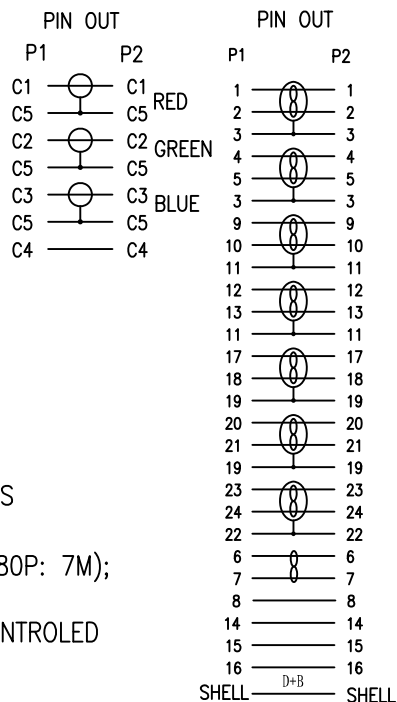 PIN OUT
P1 P2
C1 C1
RED
C5 C5
C2 C2
GREEN
C5 C5
C3 C3
BLUE
C5 C5
C4 C4
S
80P: 7M);
NTROLED
PIN OUT
P1 P2
1 1
2 2
3 3
4 4
5 5
3 3
9 9
10 10
11 11
12 12
13 13
11 11
17 17
18 18
19 19
20 20
21 21
19 19
23 23
24 24
22 22
6 6
7 7
8 8
14 14
15 15
16 16
SHELL D+B SHELL